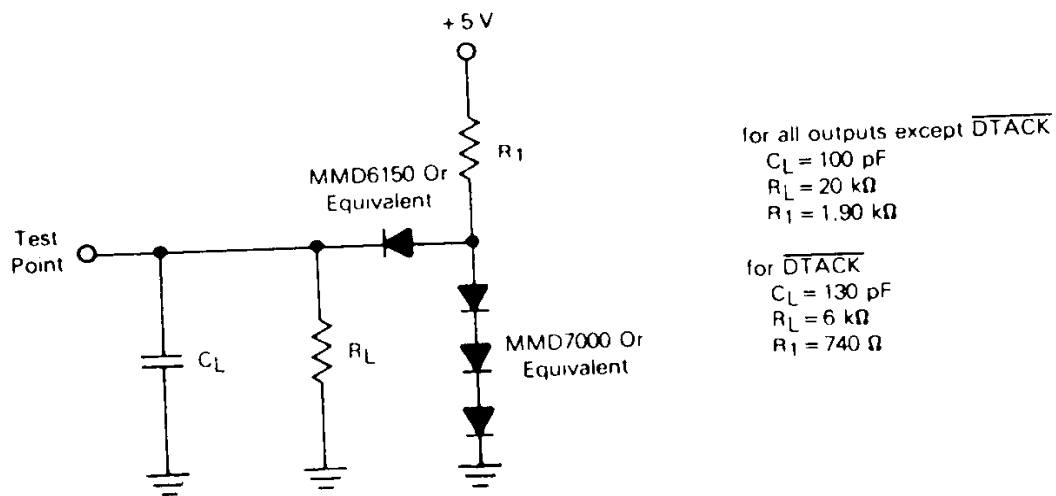 + 5 V
R1
MMD6150 Or
Equivalent
Test
Point
CL
RL
MMD7000 Or
Equivalent
for all outputs except DTACK
CL = 100 pF
RL = 20 kΩ
R1 = 1.90 kΩ
for DTACK
CL = 130 pF
RL = 6 kΩ
R1 = 740 Ω